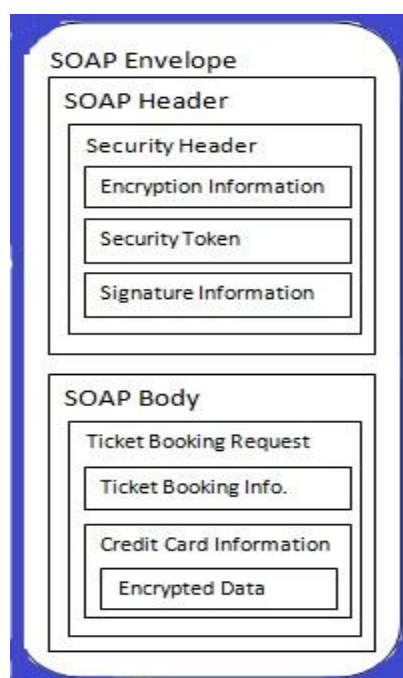 SOAP Envelope
SOAP Header
Security Header
Encryption Information
Security Token
Signature Information
SOAP Body
Ticket Booking Request
Ticket Booking Info.
Credit Card Information
Encrypted Data